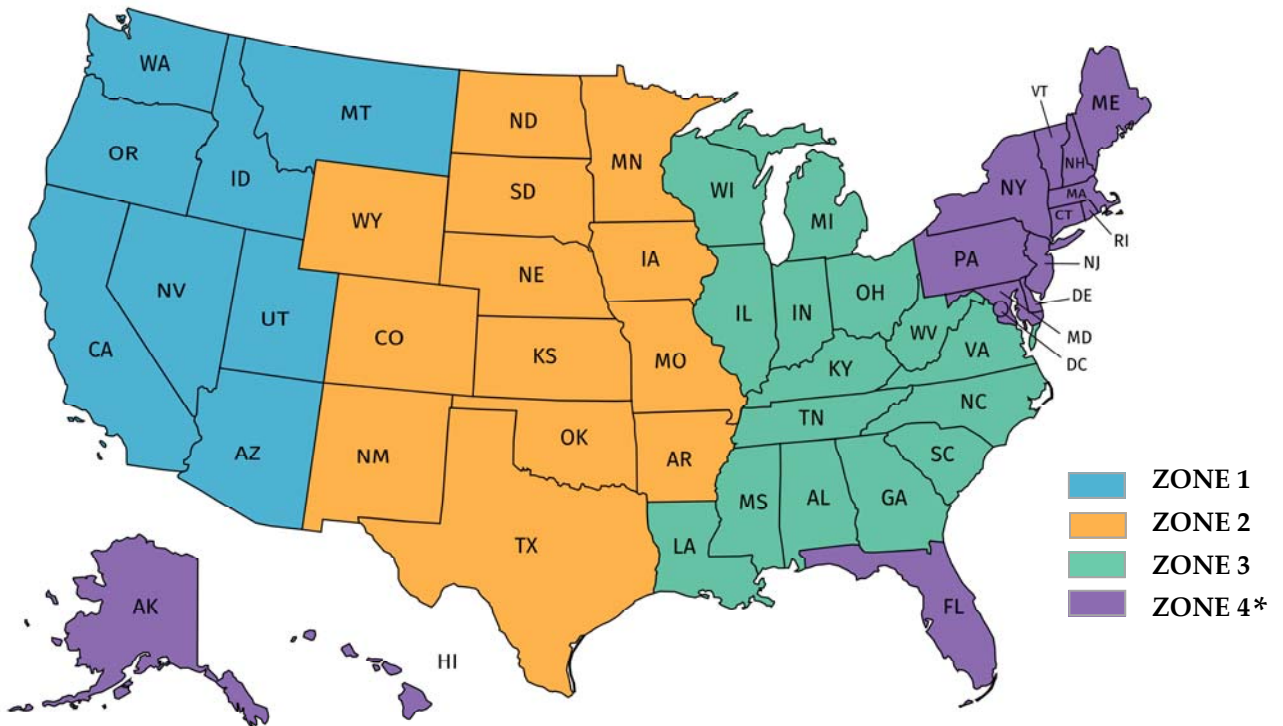 WA
MT
ND
MN
VT
ME
OR
ID
SD
WI
MI
NY
NH
MA
CT
RI
WY
IA
PA
NJ
NV
UT
NE
IL
IN
OH
DE
MD
DC
CA
CO
KS
MO
KY
WV
VA
AZ
NM
OK
AR
TN
NC
SC
MS
AL
GA
TX
LA
FL
AK
HI
ZONE 1
ZONE 2
ZONE 3
ZONE 4*